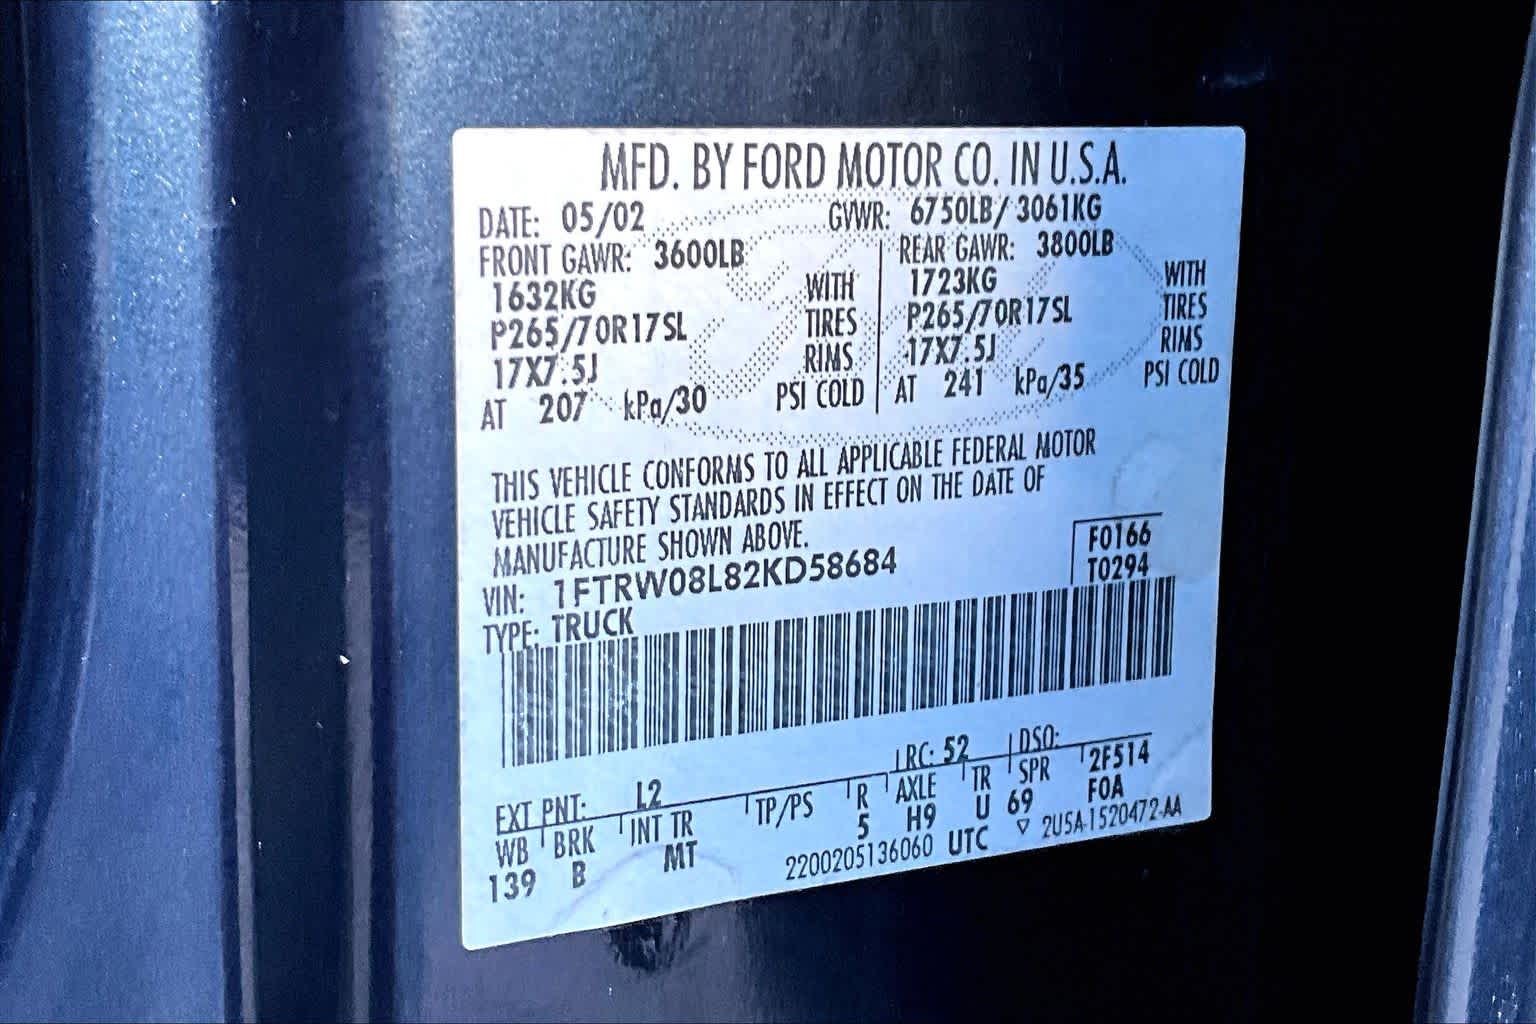 MFD. BY FORD MOTOR CO. IN U.S.A.
DATE: 05/02 GVWR: 6750LB/3061KG
FRONT GAWR: 3600LB REAR GAWR: 3800LB
1632KG WITH 1723KG WITH
P265/70R17SL TIRES P265/70R17SL TIRES
17X7.5J RIMS 17X7.5J RIMS
AT 207 kPa/30 PSI COLD AT 241 kPa/35 PSI COLD
THIS VEHICLE CONFORMS TO ALL APPLICABLE FEDERAL MOTOR
VEHICLE SAFETY STANDARDS IN EFFECT ON THE DATE OF
MANUFACTURE SHOWN ABOVE.
F0166
VIN: 1FTRW08L82KD58684
T0294
TYPE: TRUCK
EXT PNT: L2 RC: 52 DSO:
WB BRK INT TR TP/PS R AXLE TR SPR 2F514
139 B MT 5 H9 U 69 F0A
2200205136060 UTC ▽ 2U5A-1520472-AA